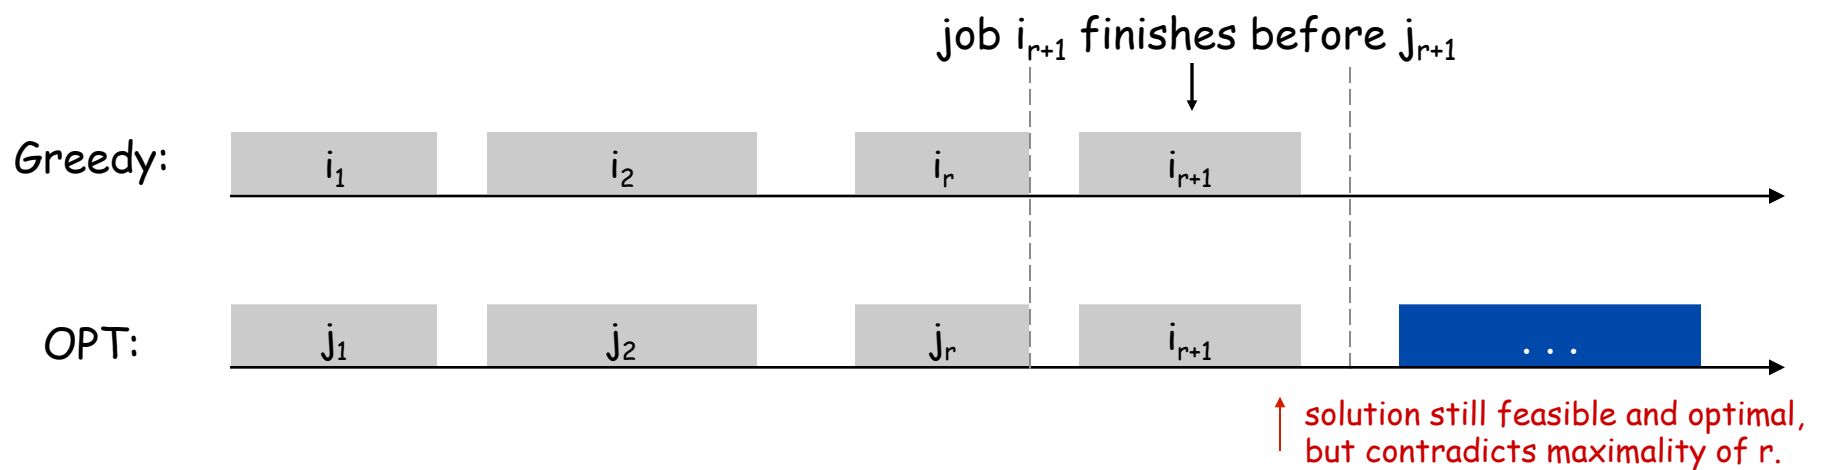 job i_{r+1} finishes before j_{r+1}
Greedy: i_1 i_2 i_r i_{r+1}
OPT: j_1 j_2 j_r i_{r+1} . . .
solution still feasible and optimal,
but contradicts maximality of r.